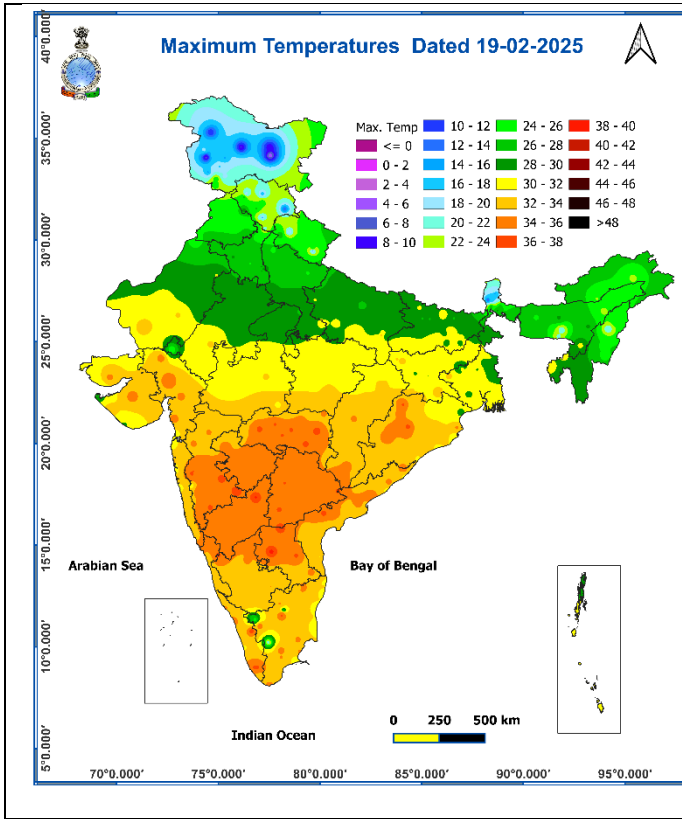 Maximum Temperatures Dated 19-02-2025
Max. Temp
<= 0
0 - 2
2 - 4
4 - 6
6 - 8
8 - 10
10 - 12
12 - 14
14 - 16
16 - 18
18 - 20
20 - 22
22 - 24
24 - 26
26 - 28
28 - 30
30 - 32
32 - 34
34 - 36
36 - 38
38 - 40
40 - 42
42 - 44
44 - 46
46 - 48
>48
40°0.000'
35°0.000'
30°0.000'
25°0.000'
20°0.000'
15°0.000'
10°0.000'
5°0.000'
Arabian Sea
Bay of Bengal
Indian Ocean
0 250 500 km
70°0.000' 75°0.000' 80°0.000' 85°0.000' 90°0.000' 95°0.000'